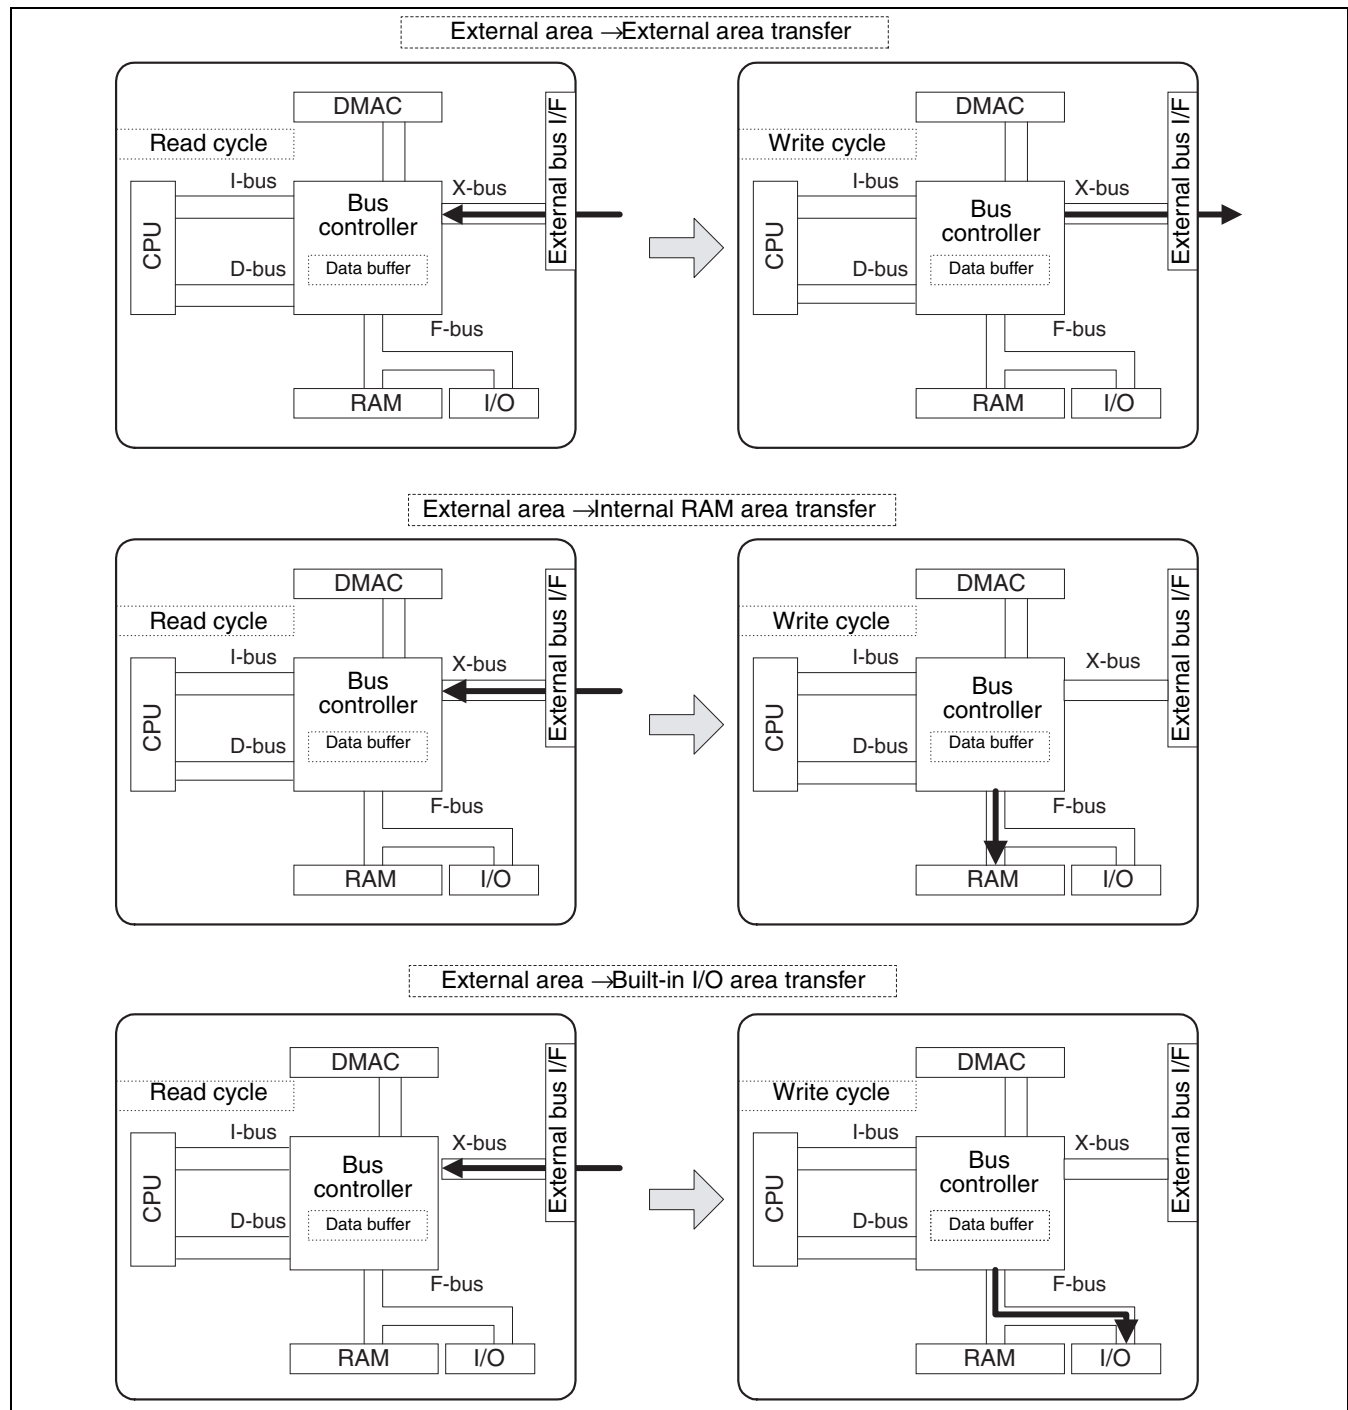 External area →External area transfer
DMAC
External bus I/F
Read cycle
I-bus
X-bus
Bus
controller
CPU
D-bus
Data buffer
F-bus
RAM
I/O
DMAC
External bus I/F
Write cycle
I-bus
X-bus
Bus
controller
CPU
D-bus
Data buffer
F-bus
RAM
I/O
External area →Internal RAM area transfer
DMAC
External bus I/F
Read cycle
I-bus
X-bus
Bus
controller
CPU
D-bus
Data buffer
F-bus
RAM
I/O
DMAC
External bus I/F
Write cycle
I-bus
X-bus
Bus
controller
CPU
D-bus
Data buffer
F-bus
RAM
I/O
External area →Built-in I/O area transfer
DMAC
External bus I/F
Read cycle
I-bus
X-bus
Bus
controller
CPU
D-bus
Data buffer
F-bus
RAM
I/O
DMAC
External bus I/F
Write cycle
I-bus
X-bus
Bus
controller
CPU
D-bus
Data buffer
F-bus
RAM
I/O